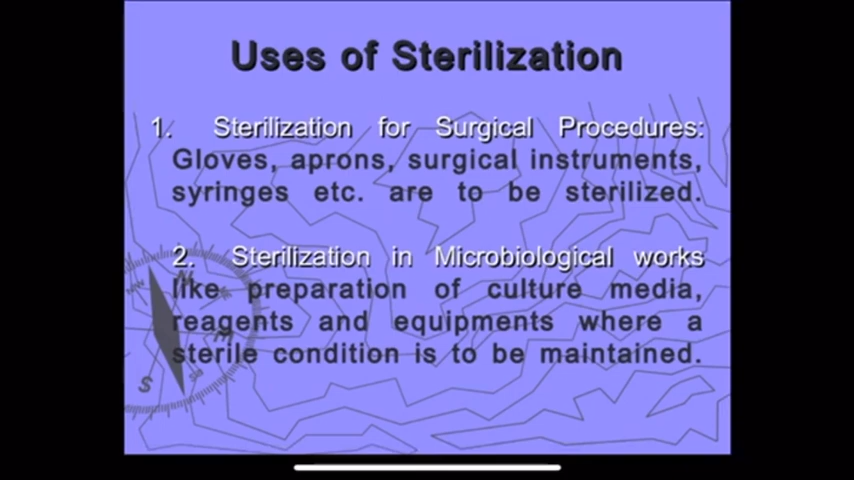 Uses of Sterilization
1. Sterilization for Surgical Procedures:
Gloves, aprons, surgical instruments,
syringes etc. are to be sterilized.
2. Sterilization in Microbiological works
like preparation of culture media,
reagents and equipments where a
sterile condition is to be maintained.
N
S